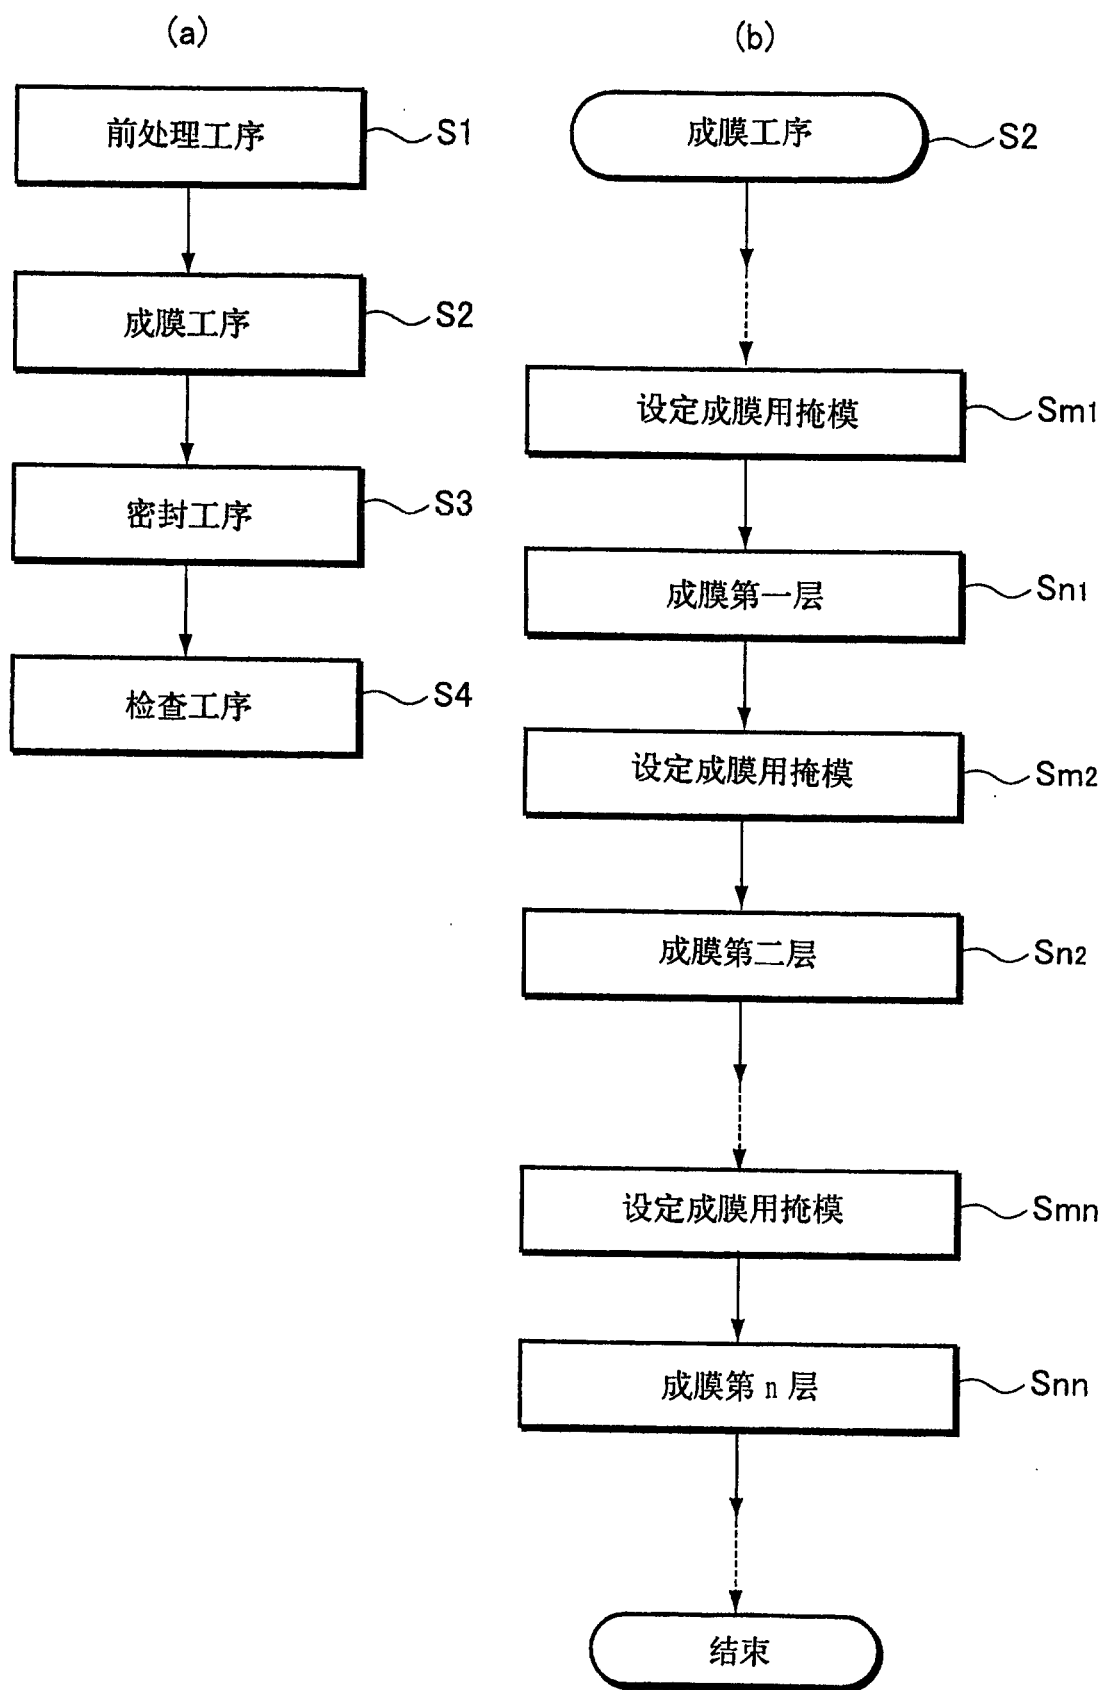 (a)
前处理工序
S1
成膜工序
S2
密封工序
S3
检查工序
S4
(b)
成膜工序
S2
设定成膜用掩模
Sm1
成膜第一层
Sn1
设定成膜用掩模
Sm2
成膜第二层
Sn2
设定成膜用掩模
Smn
成膜第 n 层
Snn
结束